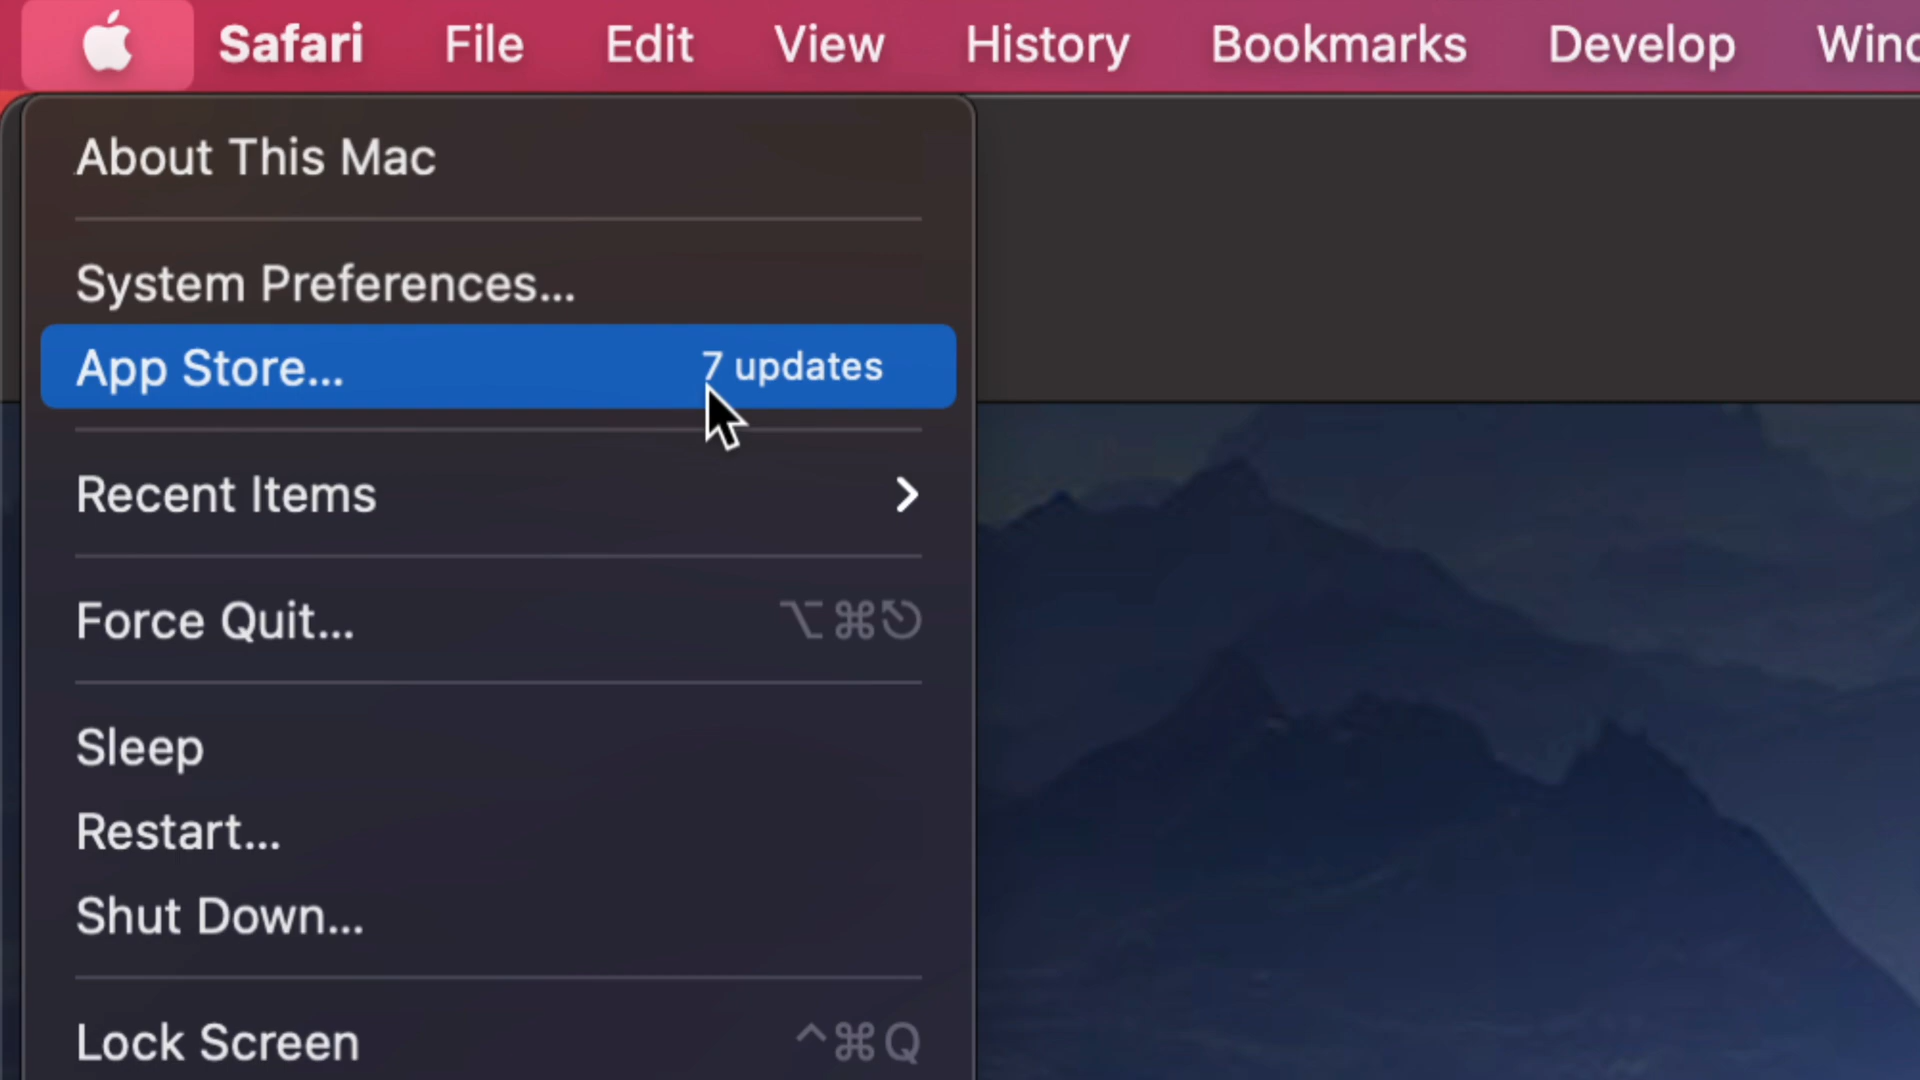 Safari File Edit View History Bookmarks Develop Wind
About This Mac
System Preferences...
App Store... 7 updates
Recent Items
Force Quit... ⌥⌘⎋
Sleep
Restart...
Shut Down...
Lock Screen ^⌘Q